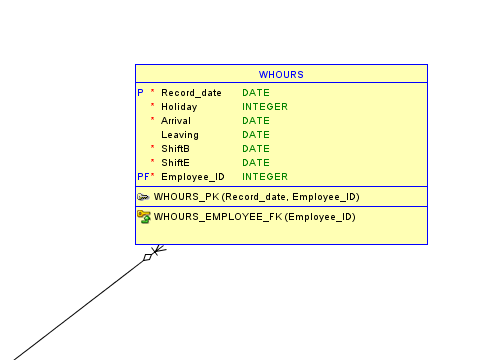 WHOURS
P * Record_date DATE
* Holiday INTEGER
* Arrival DATE
Leaving DATE
* ShiftB DATE
* ShiftE DATE
PF* Employee_ID INTEGER
WHOURS_PK (Record_date, Employee_ID)
WHOURS_EMPLOYEE_FK (Employee_ID)